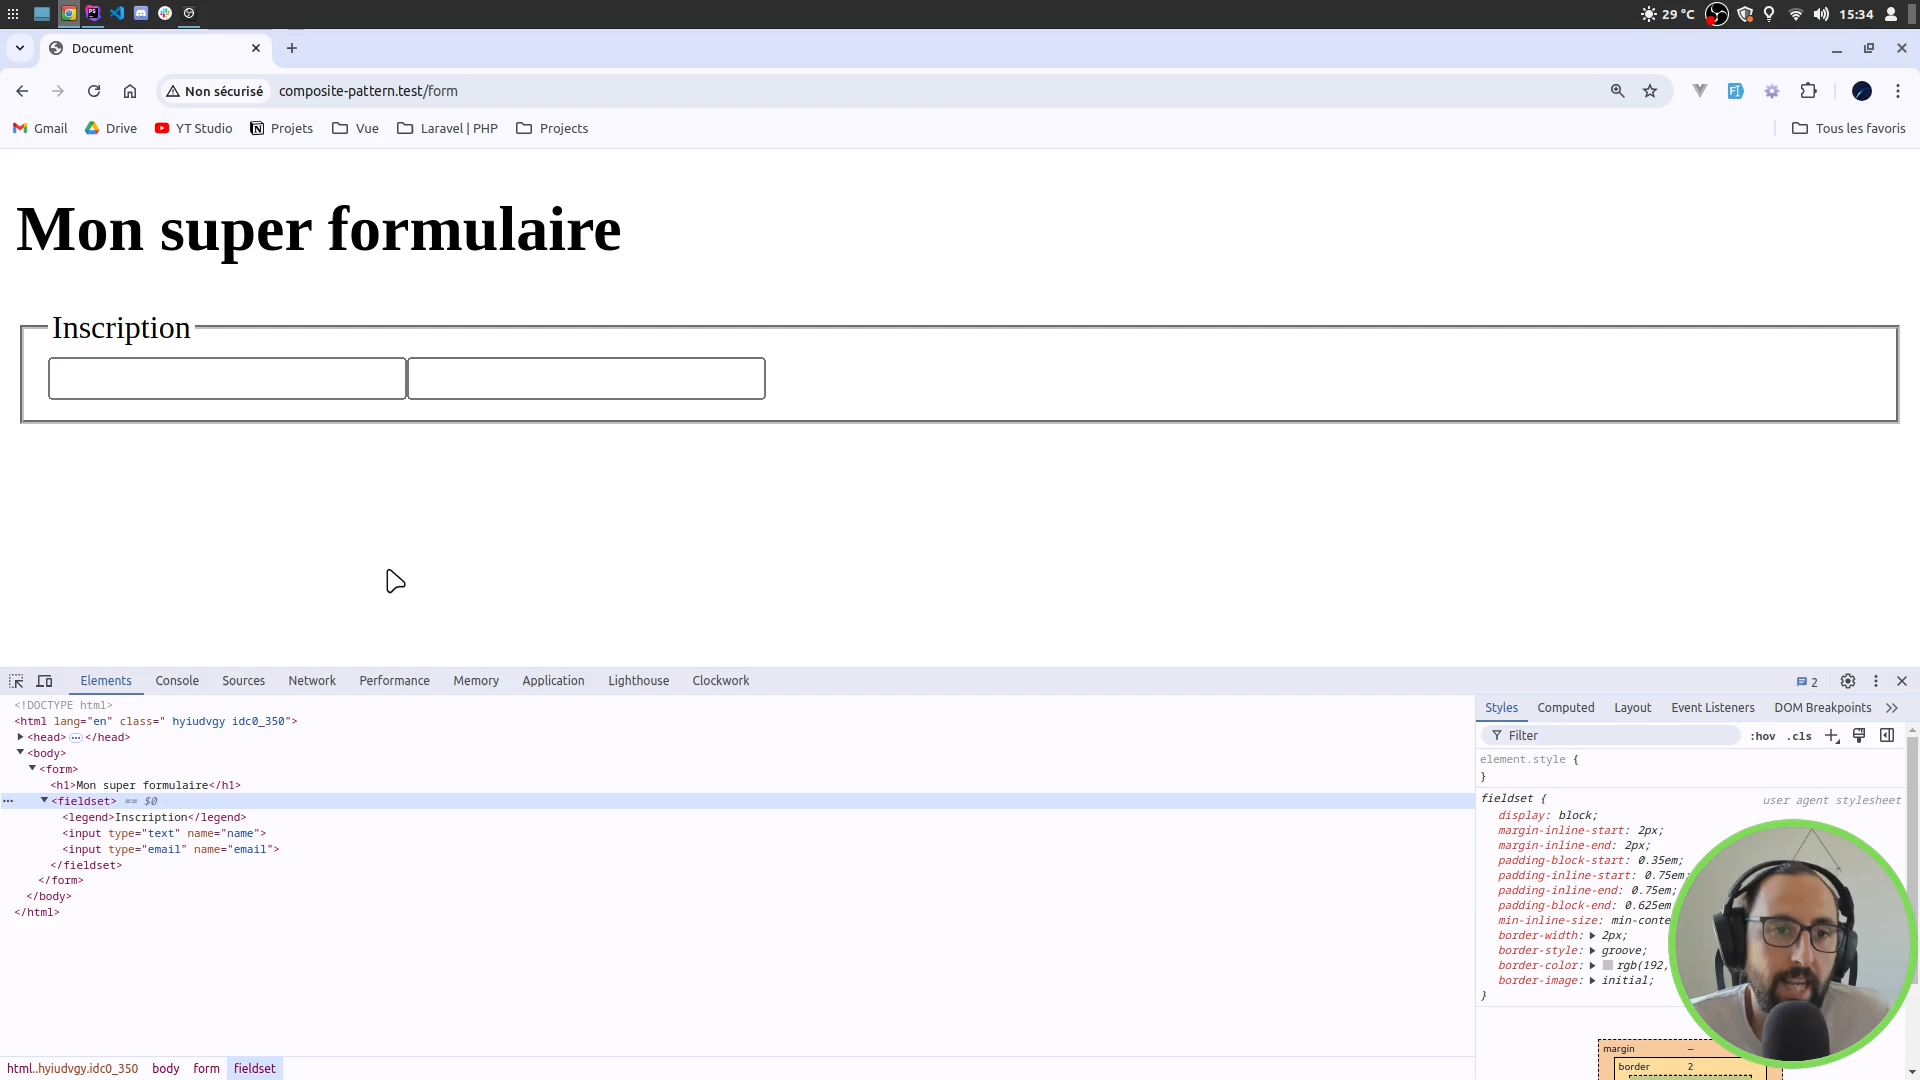 29 °C
15:34
Document
Non sécurisé
composite-pattern.test/form
Gmail
Drive
YT Studio
Projets
Vue
Laravel | PHP
Projects
Tous les favoris
Mon super formulaire
Inscription
Elements
Console
Sources
Network
Performance
Memory
Application
Lighthouse
Clockwork
2
<!DOCTYPE html>
<html lang="en" class=" hyiudvgy idc0_350">
<head> … </head>
<body>
<form>
<h1>Mon super formulaire</h1>
<fieldset> == $0
<legend>Inscription</legend>
<input type="text" name="name">
<input type="email" name="email">
</fieldset>
</form>
</body>
</html>
html..hyiudvgy.idc0_350
body
form
fieldset
Styles
Computed
Layout
Event Listeners
DOM Breakpoints
Filter
:hov
.cls
element.style {
}
fieldset {
user agent stylesheet
display: block;
margin-inline-start: 2px;
margin-inline-end: 2px;
padding-block-start: 0.35em;
padding-inline-start: 0.75em;
padding-inline-end: 0.75em;
padding-block-end: 0.625em
min-inline-size: min-conte
border-width: 2px;
border-style: groove;
border-color: rgb(192,
border-image: initial;
}
margin
–
border
2